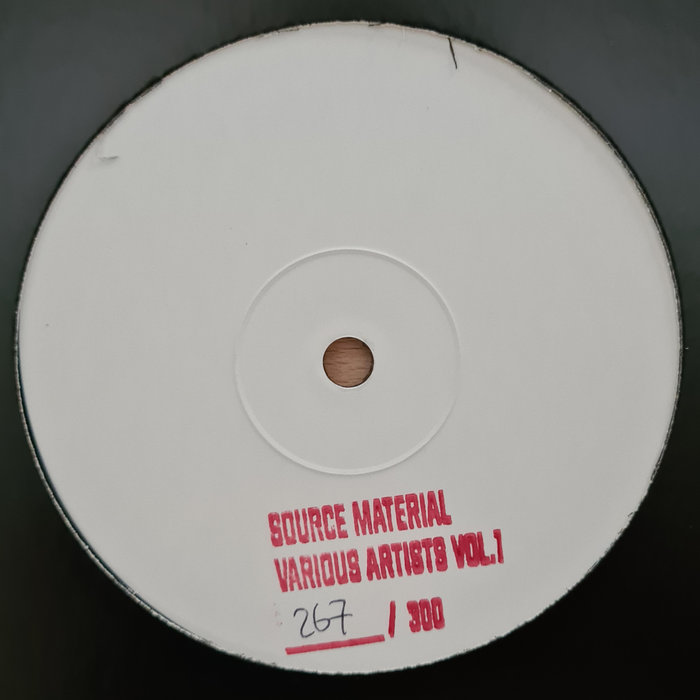 SOURCE MATERIAL
VARIOUS ARTISTS VOL.1
267 / 300